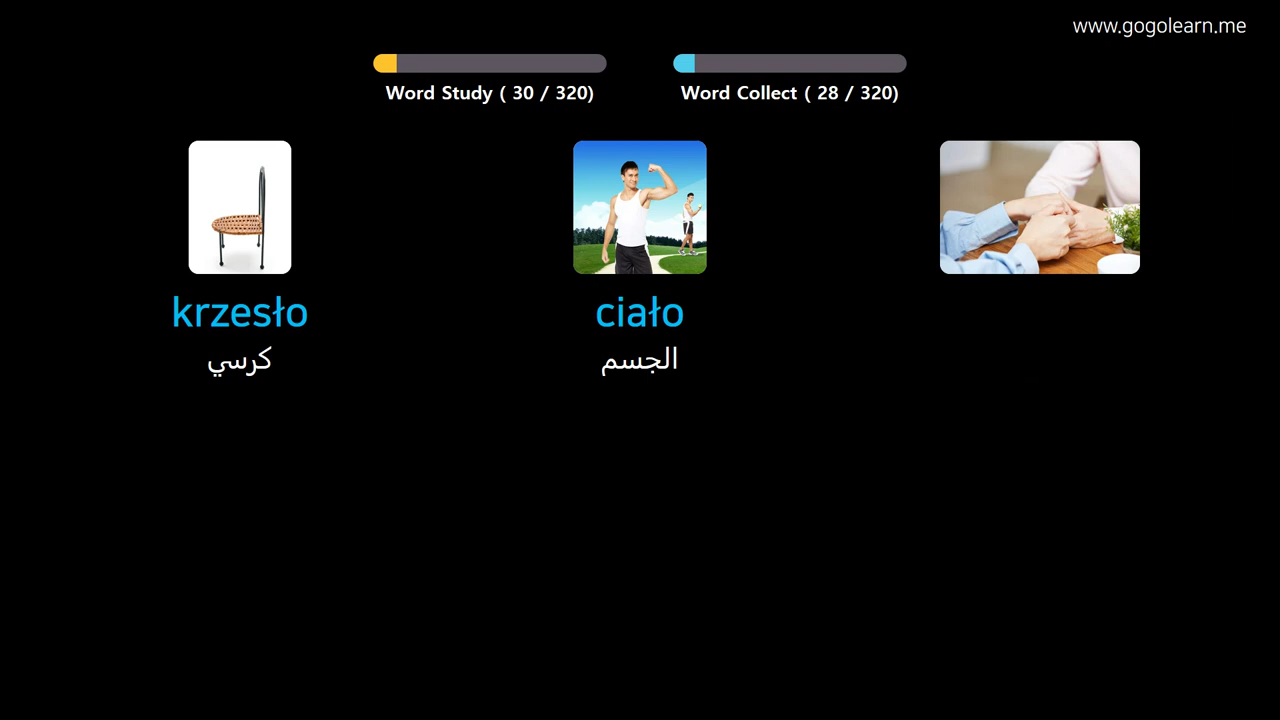 www.gogolearn.me
Word Study ( 30 / 320)
Word Collect ( 28 / 320)
krzesło
كرسي
ciało
الجسم